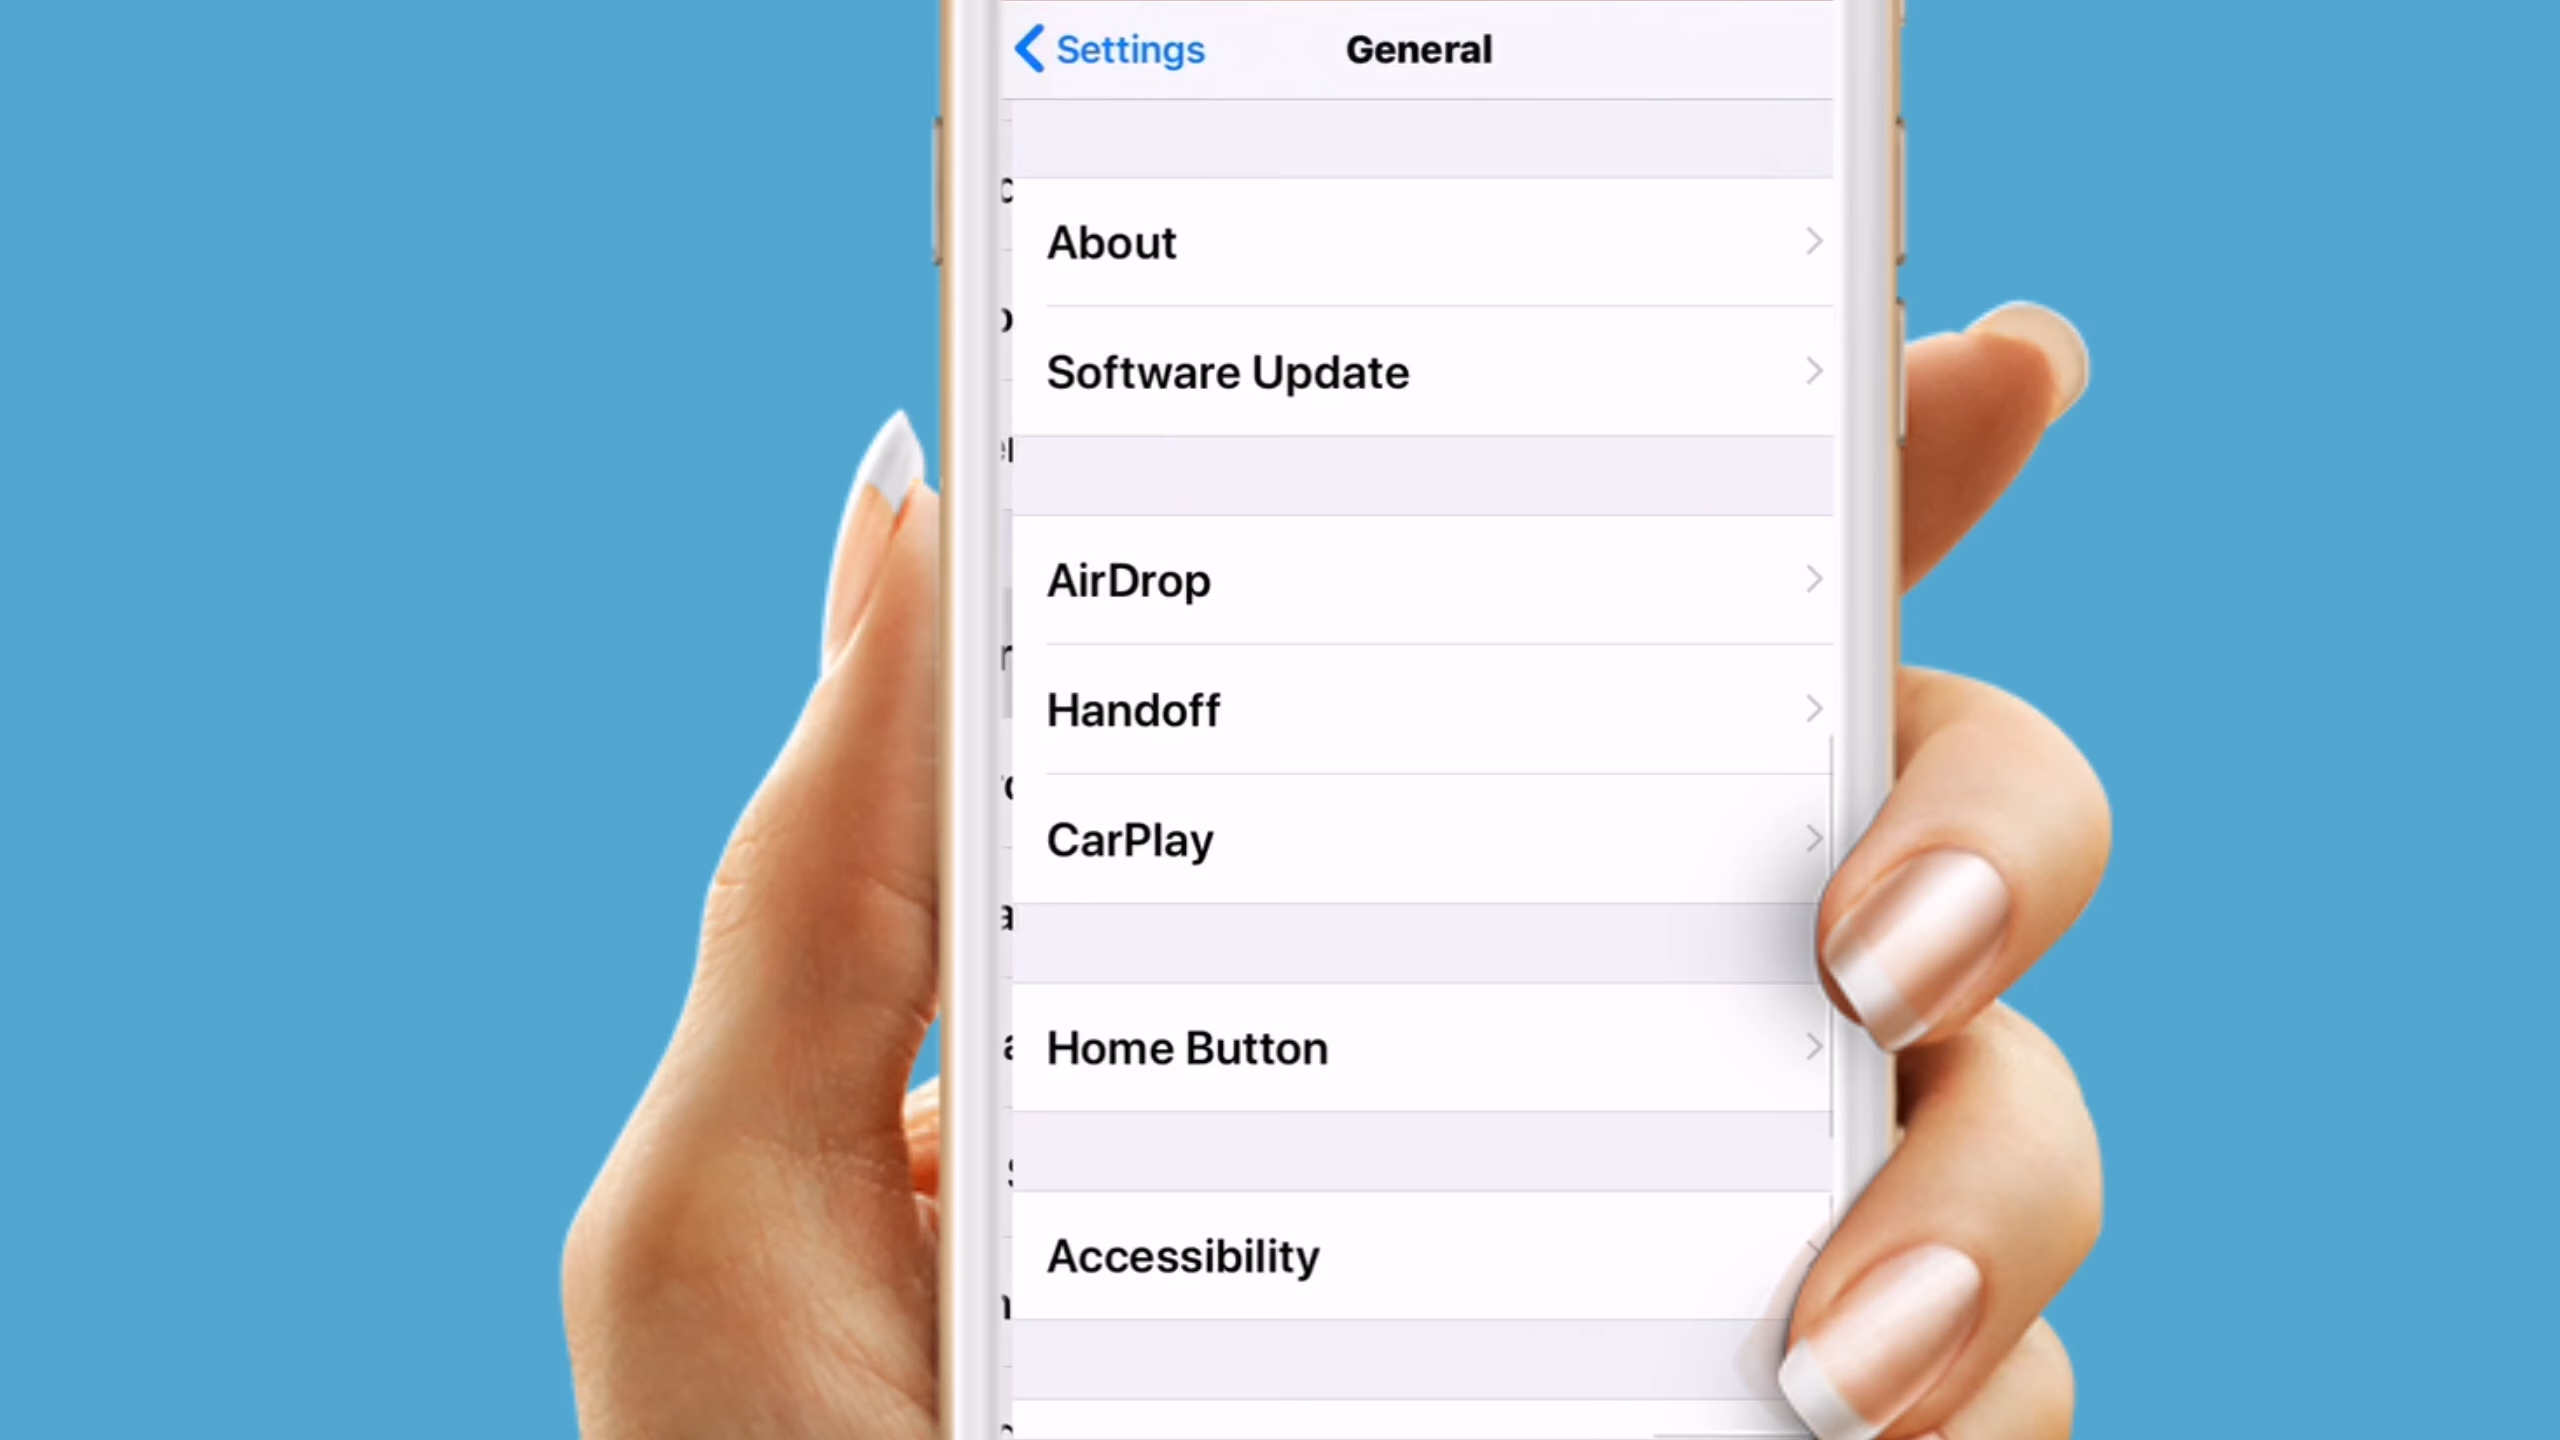 Settings
General
About
Software Update
AirDrop
Handoff
CarPlay
Home Button
Accessibility